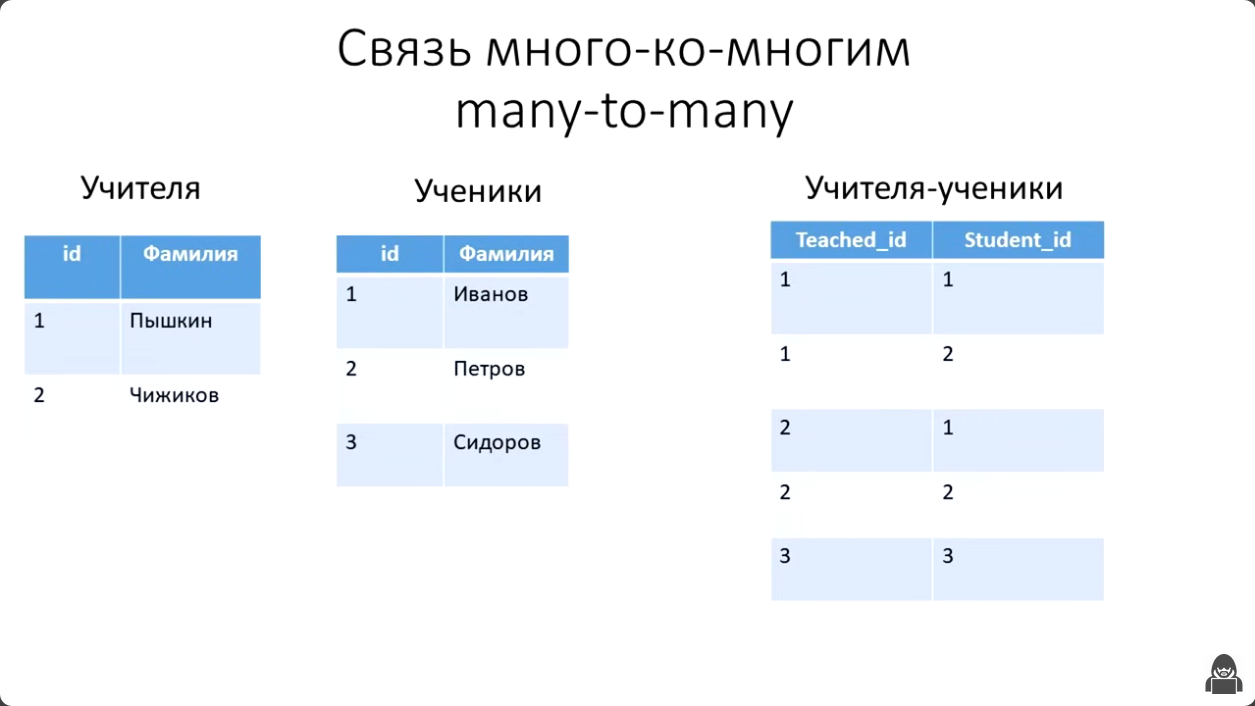 Связь много-ко-многим
many-to-many
Учителя
id Фамилия
1 Пышкин
2 Чижиков
Ученики
id Фамилия
1 Иванов
2 Петров
3 Сидоров
Учителя-ученики
Teached_id Student_id
1 1
1 2
2 1
2 2
3 3